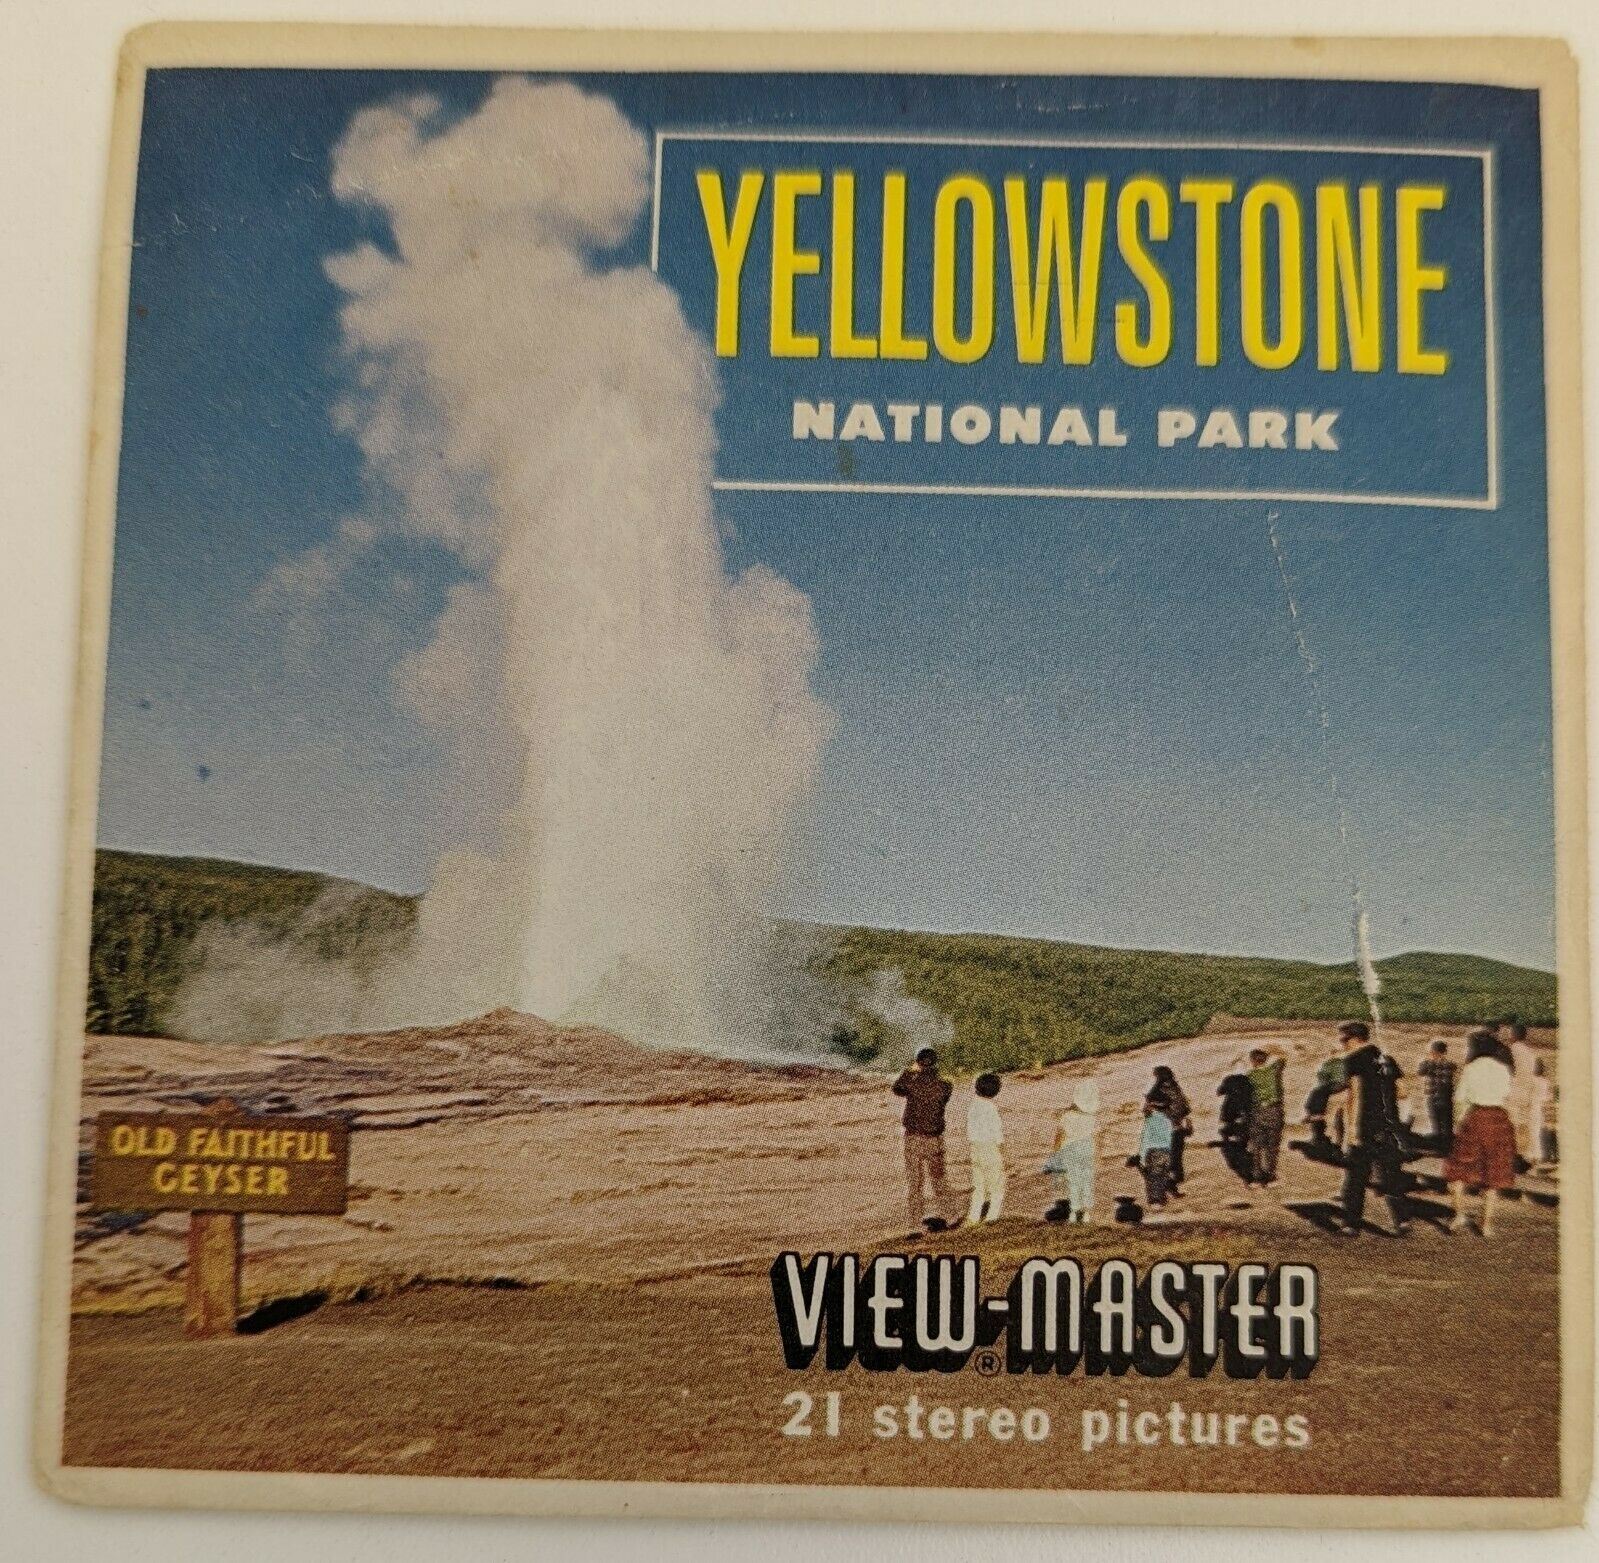 YELLOWSTONE
NATIONAL PARK
OLD FAITHFUL
GEYSER
VIEW-MASTER
®
21 stereo pictures